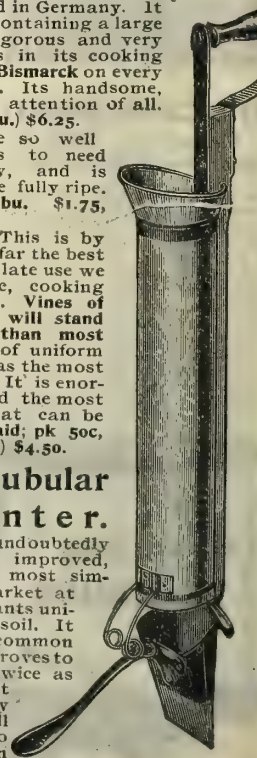 d in Germany. It
ontaining a large
gorous and very
s in its cooking
Bismarck on every
. Its handsome,
attention of all.
u.) $6.25.
e so well
s to need
y, and is
e fully ripe.
bu. $1.75,
This is by
far the best
late use we
c, cooking
. Vines of
will stand
than most
of uniform
as the most
It is enor-
d the most
at can be
aid; pk 50c,
) $4.50.
ubular
nter.
undoubtedly
improved,
most sim-
arket at
ants uni-
soil. It
common
roves to
wice as
t